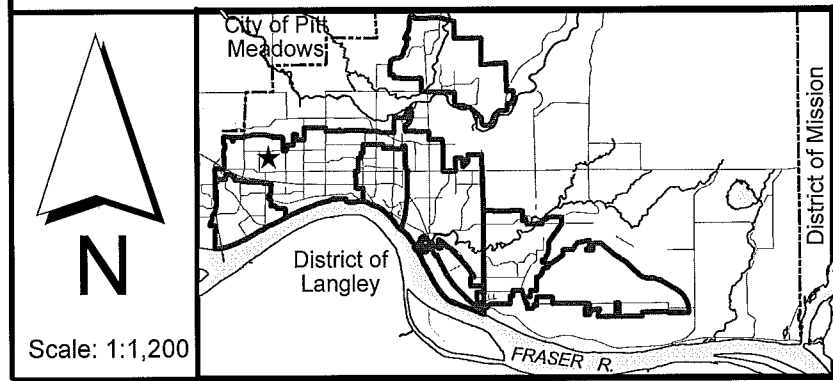 City of Pitt
Meadows
District of Mission
District of
Langley
N
Scale: 1:1,200
FRASER R.